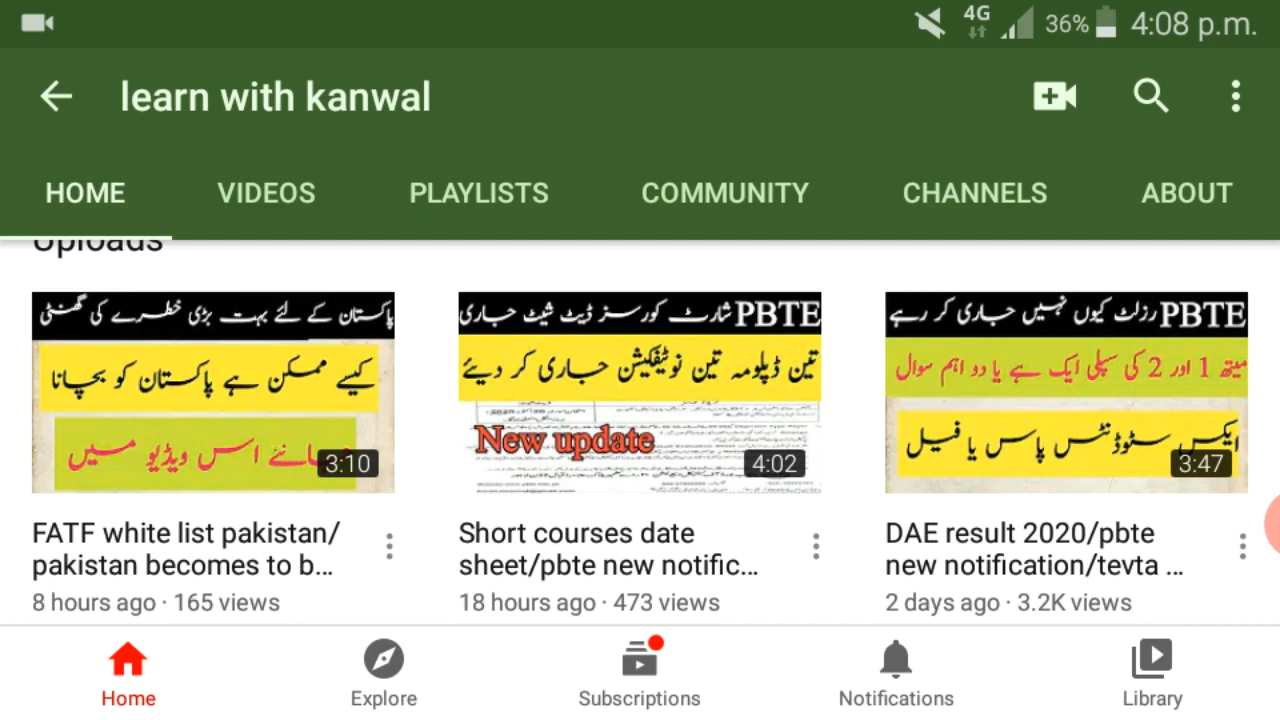 4G 36% 4:08 p.m.
learn with kanwal
HOME VIDEOS PLAYLISTS COMMUNITY CHANNELS ABOUT
Uploads
پاکستان کے لئے بہت بڑی خطرے کی گھنٹی
کیسے ممکن ہے پاکستان کو بچانا
اس ویڈیو میں
3:10
FATF white list pakistan/
pakistan becomes to b...
8 hours ago · 165 views
PBTE شارٹ کورسز ڈیٹ شیٹ جاری
تین ڈپلومہ تین نوٹیفکیشن جاری کر دیئے
New update
4:02
Short courses date
sheet/pbte new notific...
18 hours ago · 473 views
PBTE رزلٹ کیوں نہیں جاری کر رہے
میتھ 1 اور 2 کی سپلی ایک ہے یا دو اہم سوال
ایکس سٹوڈنٹس پاس یا فیل
3:47
DAE result 2020/pbte
new notification/tevta ...
2 days ago · 3.2K views
Home Explore Subscriptions Notifications Library